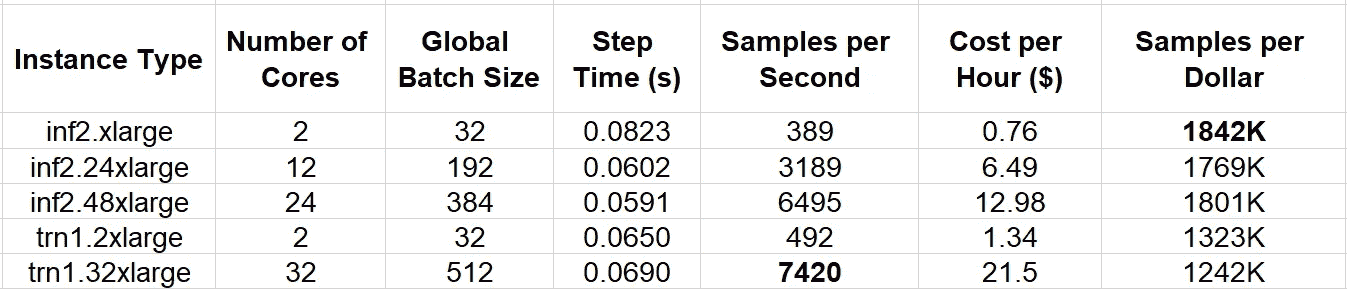 Instance Type Number of Cores Global Batch Size Step Time (s) Samples per Second Cost per Hour ($) Samples per Dollar
inf2.xlarge 2 32 0.0823 389 0.76 1842K
inf2.24xlarge 12 192 0.0602 3189 6.49 1769K
inf2.48xlarge 24 384 0.0591 6495 12.98 1801K
trn1.2xlarge 2 32 0.0650 492 1.34 1323K
trn1.32xlarge 32 512 0.0690 7420 21.5 1242K